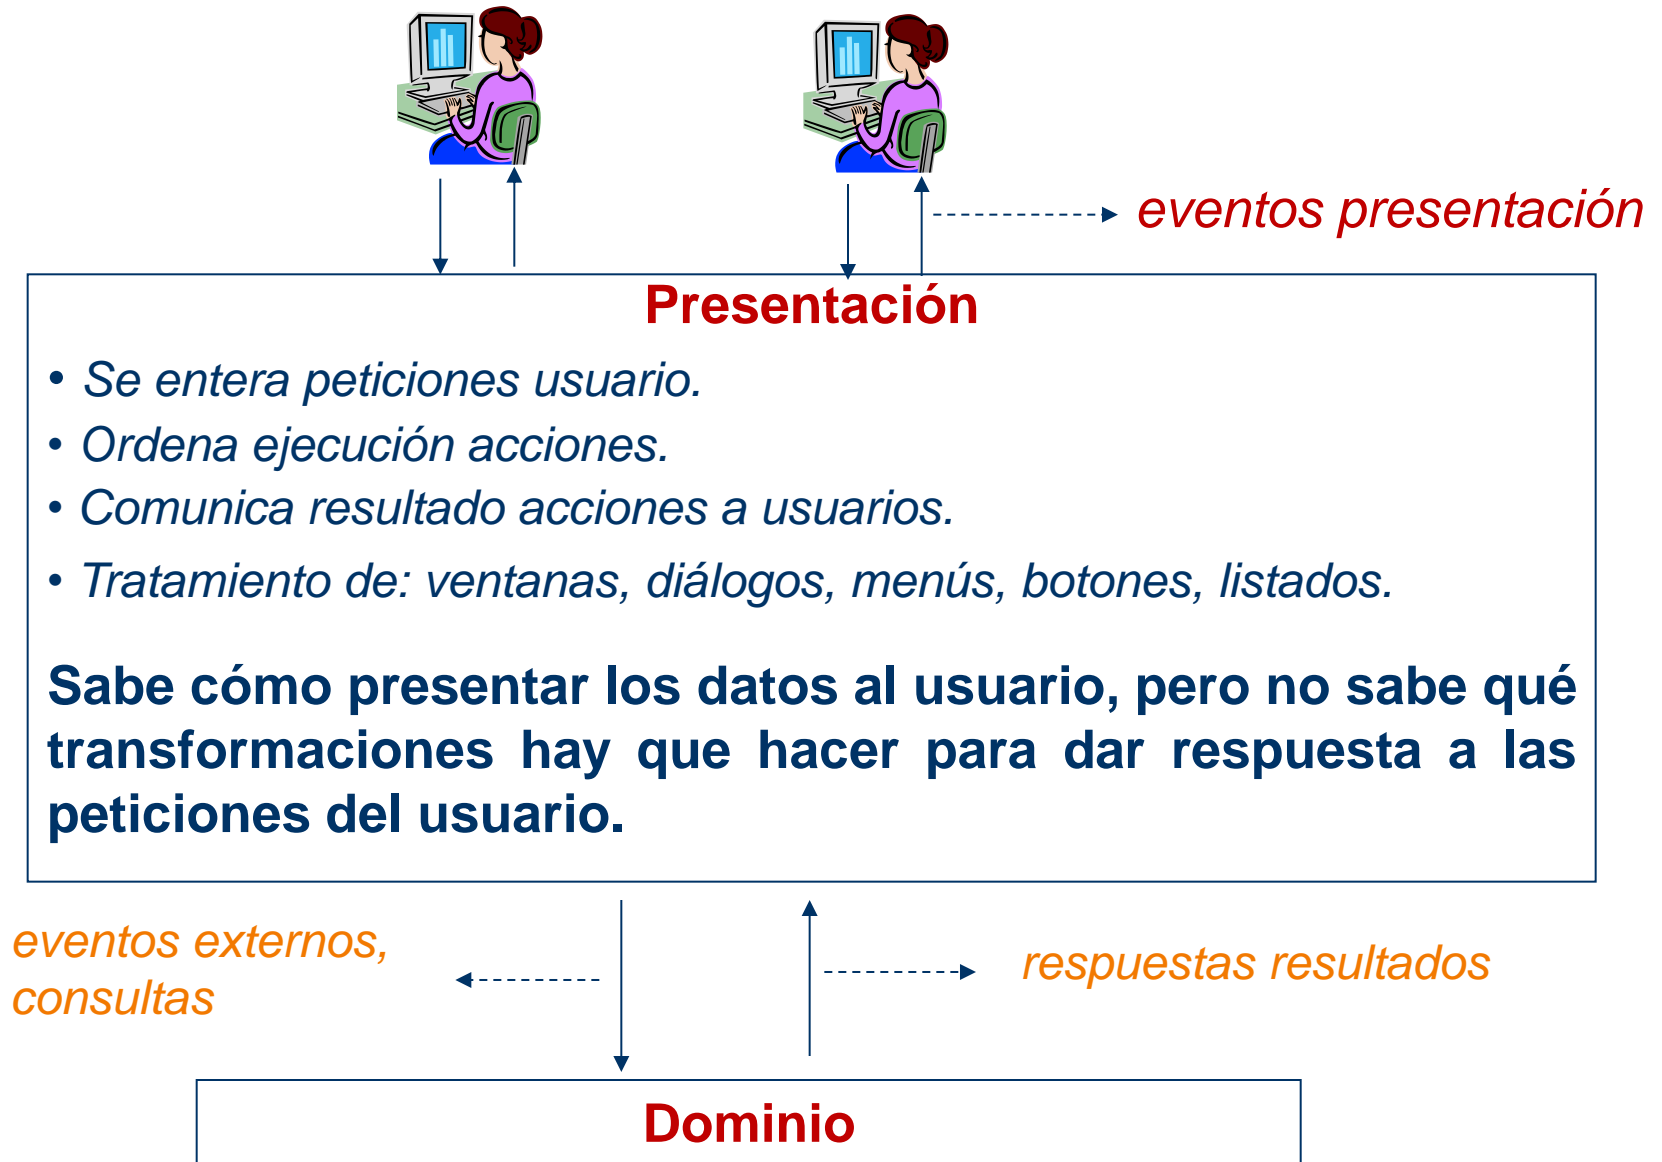 eventos presentación
Presentación
• Se entera peticiones usuario.
• Ordena ejecución acciones.
• Comunica resultado acciones a usuarios.
• Tratamiento de: ventanas, diálogos, menús, botones, listados.
Sabe cómo presentar los datos al usuario, pero no sabe qué
transformaciones hay que hacer para dar respuesta a las
peticiones del usuario.
eventos externos,
consultas
respuestas resultados
Dominio